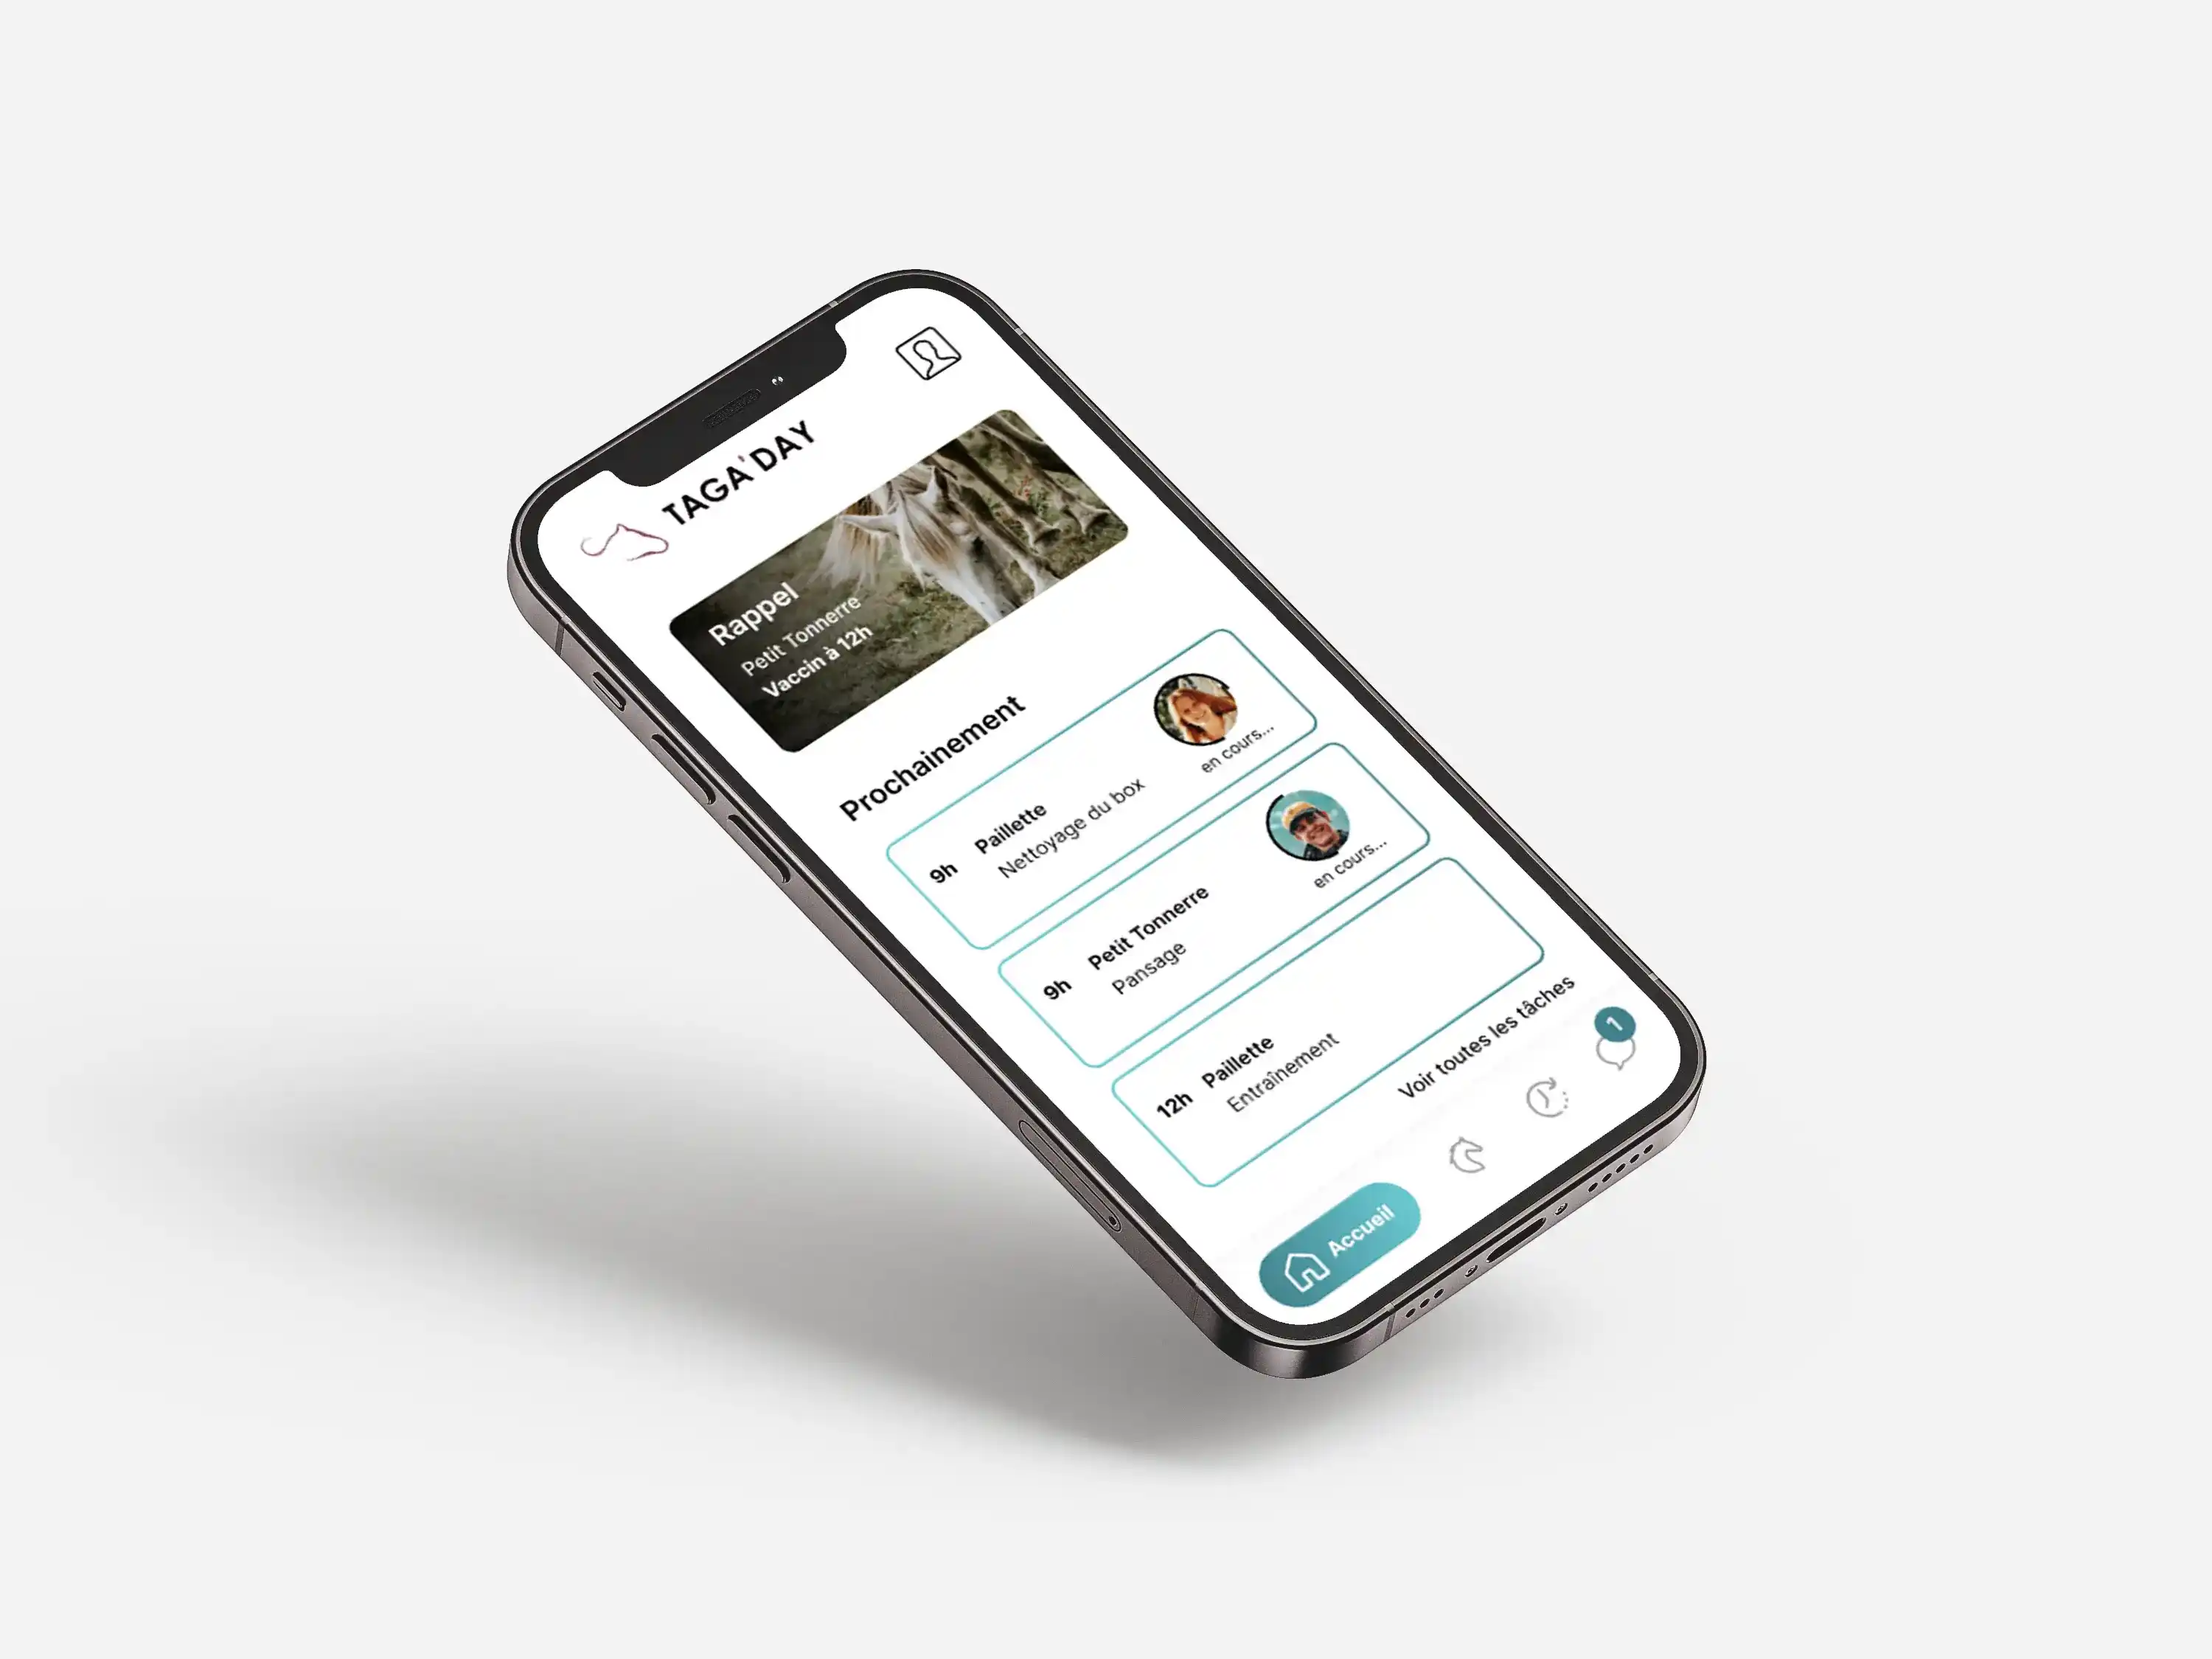 TAGA'DAY
Rappel
Petit Tonnerre
Vaccin à 12h
Prochainement
9h
Paillette
Nettoyage du box
en cours...
9h
Petit Tonnerre
Pansage
en cours...
12h
Paillette
Entraînement
Voir toutes les tâches
Accueil
1